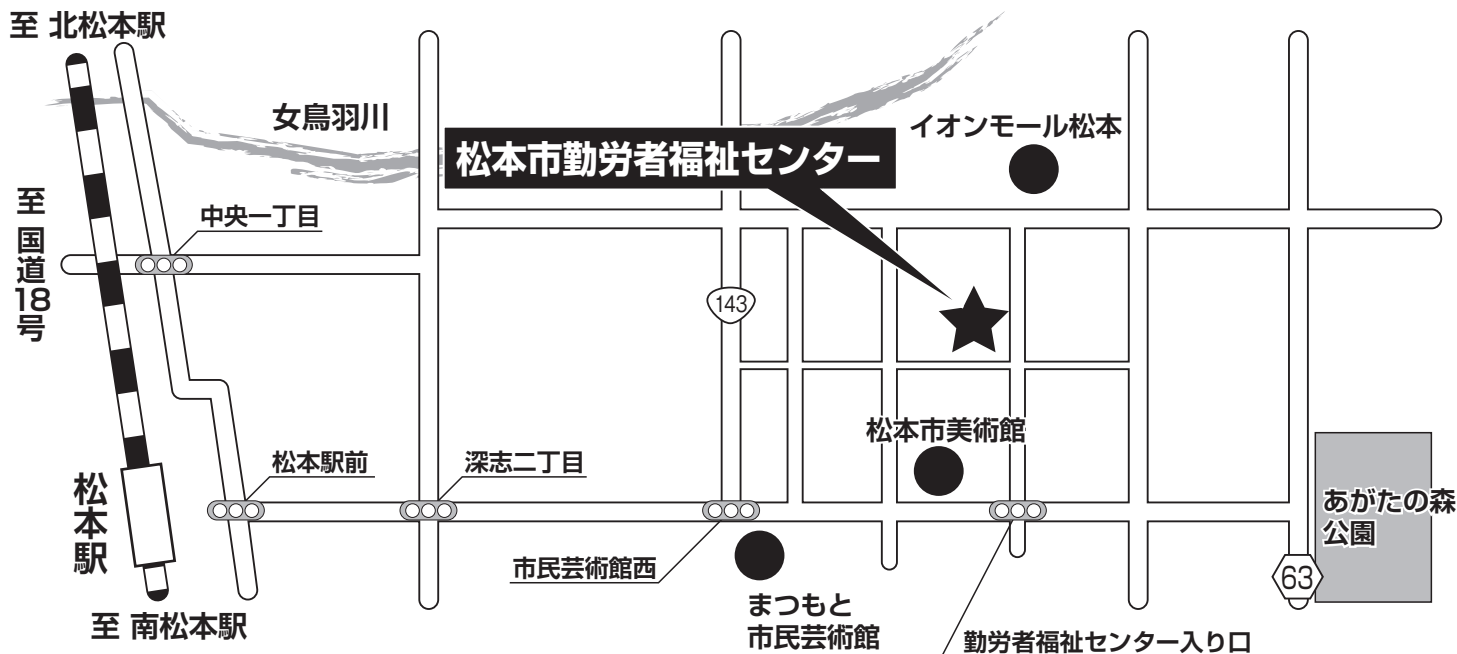 至 北松本駅
女鳥羽川
イオンモール松本
松本市勤労者福祉センター
至 国道18号
中央一丁目
143
松本市美術館
松本駅前
深志二丁目
松本駅
あがたの森
公園
市民芸術館西
63
まつもと
市民芸術館
至 南松本駅
勤労者福祉センター入り口